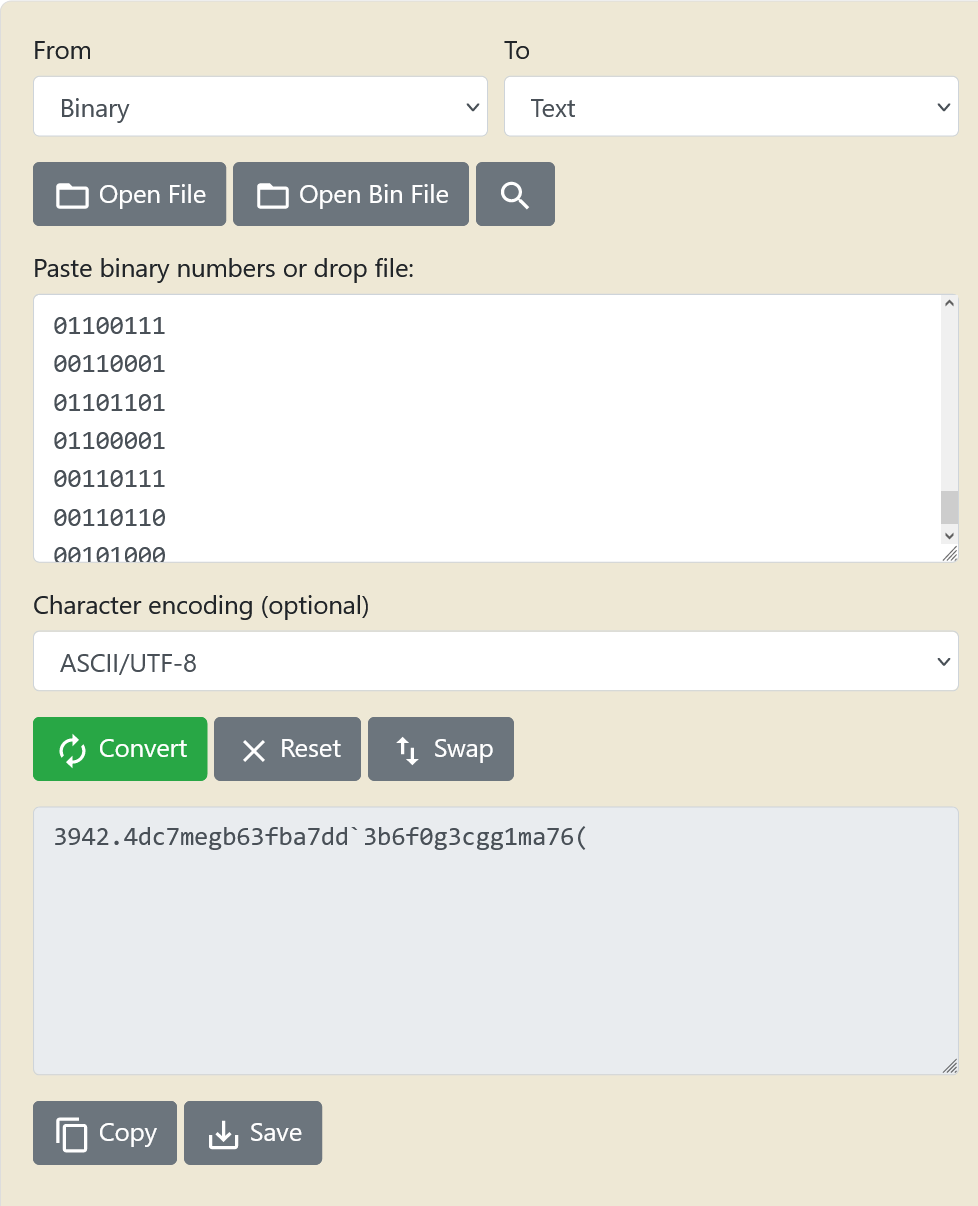 From
To
Binary
Text
Open File
Open Bin File
Paste binary numbers or drop file:
01100111
00110001
01101101
01100001
00110111
00110110
00101000
Character encoding (optional)
ASCII/UTF-8
Convert
Reset
Swap
3942.4dc7megb63fba7dd`3b6f0g3cgg1ma76(
Copy
Save